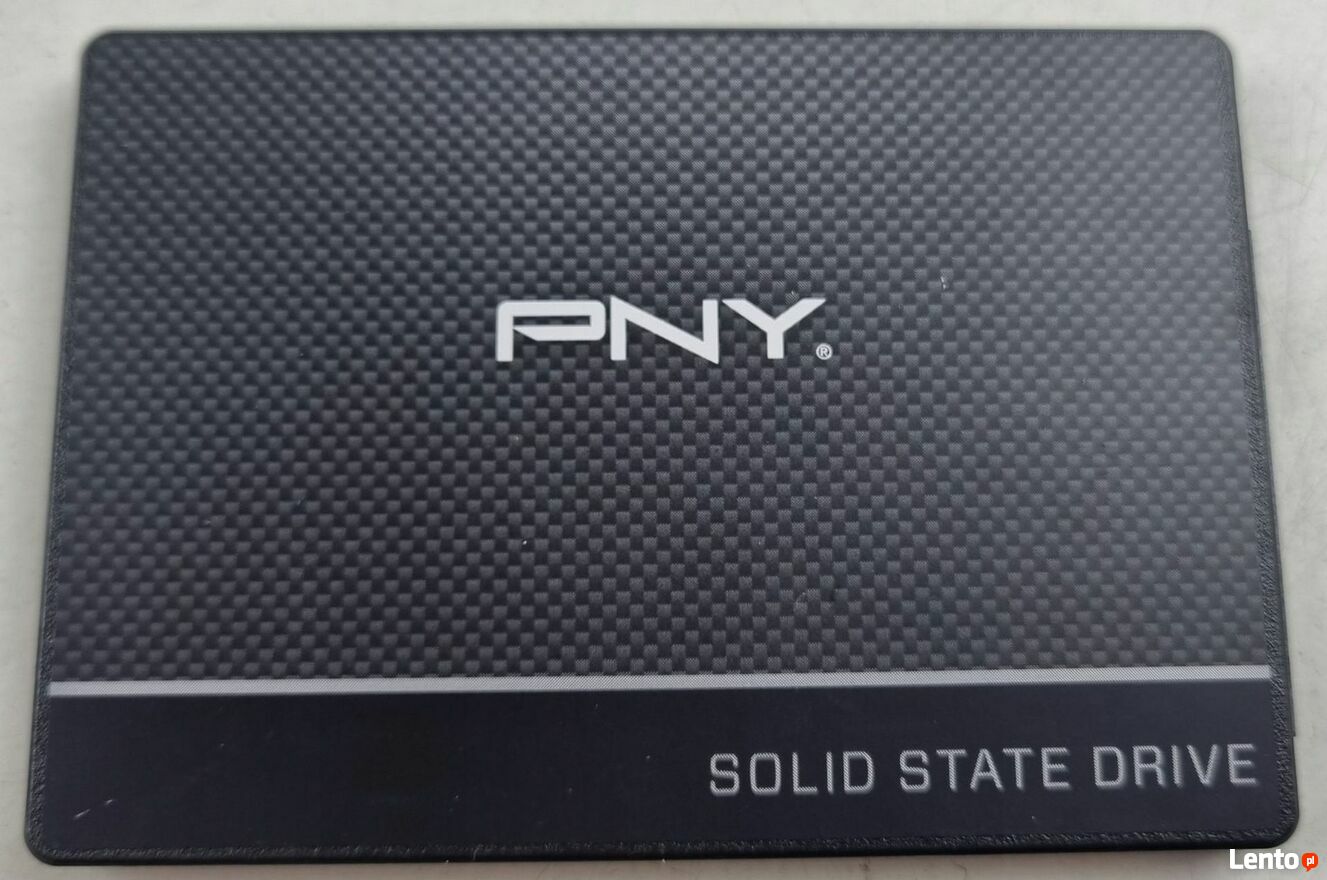 PNY®
SOLID STATE DRIVE
Lento pl